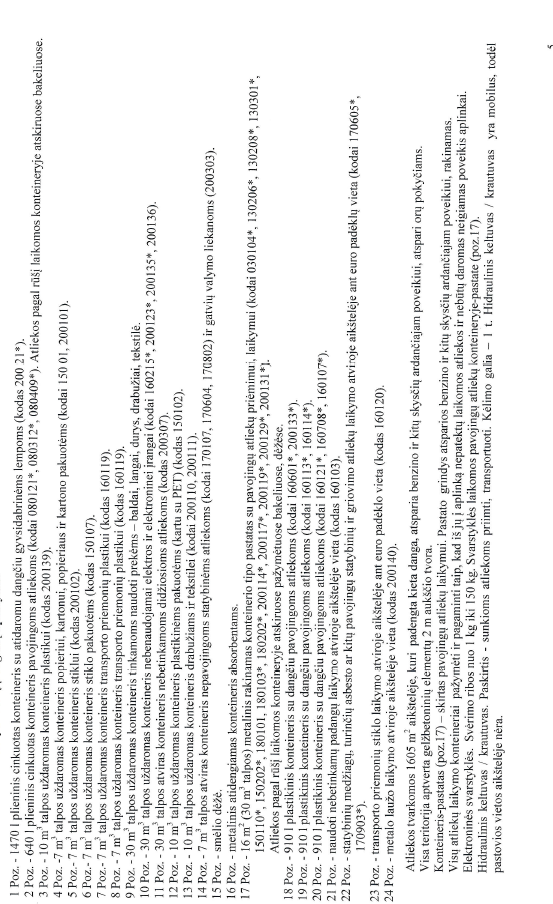 1 Poz. - 1470 l plieninis cinkuotas konteineris su atidaromu dangčiu gyvsidabrinėms lempoms (kodas 200 21*).
2 Poz. - 640 l plieninis cinkuotas konteineris pavojingoms atliekoms (kodai 080121*, 080312*, 080409*). Atliekos pagal rūšį laikomos konteineryje atskiruose bakeliuose.
3 Poz. -10 m³ talpos uždaromas konteineris plastikui (kodas 200139).
4 Poz. -7 m³ talpos uždaromas konteineris popieriui, kartonui, popieriaus ir kartono pakuotėms (kodai 150 01, 200101).
5 Poz. -7 m³ talpos uždaromas konteineris stiklui (kodas 200102).
6 Poz. -7 m³ talpos uždaromas konteineris stiklo pakuotėms (kodas 150107).
7 Poz. -7 m³ talpos uždaromas konteineris transporto priemonių plastikui (kodas 160119).
8 Poz. - 7 m³ talpos uždaromas konteineris transporto priemonių plastikui (kodas 160119).
9 Poz. - 30 m³ talpos uždaromas konteineris tinkamoms naudoti prekėms – baldai, langai, durys, drabužiai, tekstilė.
10 Poz. - 30 m³ talpos uždaromas konteineris nebenaudojamai elektros ir elektroninei įrangai (kodai 160215*, 200123*, 200135*, 200136).
11 Poz. - 30 m³ talpos atviras konteineris nebetinkamoms didžiosioms atliekoms (kodas 200307).
12 Poz. - 10 m³ talpos uždaromas konteineris plastikinėms pakuotėms (kartu su PET) (kodas 150102).
13 Poz. - 10 m³ talpos uždaromas konteineris drabužiams ir tekstilei (kodai 200110, 200111).
14 Poz. - 7 m³ talpos atviras konteineris nepavojingoms statybinėms atliekoms (kodai 170107, 170604, 170802) ir gatvių valymo liekanoms (200303).
15 Poz. - smėlio dėžė.
16 Poz. - metalinis atidengiamas konteineris absorbentams.
17 Poz. - 16 m² (30 m³ talpos) metalinis rakinamas konteinerio tipo pastatas su pavojingų atliekų priėmimui, laikymui (kodai 030104*, 130206*, 130208*, 130301*,
150110*, 150202*, 180101, 180103*, 180202*, 200114*, 200117*, 200119*, 200129*, 200131*].
Atliekos pagal rūšį laikomos konteineryje atskirose pažymėtuose bakeliuose, dėžėse.
18 Poz. - 910 l plastikinis konteineris su dangčiu pavojingoms atliekoms (kodai 160601*, 200133*).
19 Poz. - 910 l plastikinis konteineris su dangčiu pavojingoms atliekoms (kodai 160113*, 160114*).
20 Poz. - 910 l plastikinis konteineris su dangčiu pavojingoms atliekoms (kodai 160121*, 160708*, 160107*).
21 Poz. - naudoti nebetinkamų padangų laikymo atviroje aikštelėje vieta (kodas 160103).
22 Poz. - statybinių medžiagų, turinčių asbesto ar kitų pavojingų statybinių ir griovimo atliekų laikymo atviroje aikštelėje ant euro padėklų vieta (kodai 170605*,
170903*).
23 Poz. - transporto priemonių stiklo laikymo atviroje aikštelėje ant euro padėklo vieta (kodas 160120).
24 Poz. - metalo laužo laikymo atviroje aikštelėje vieta (kodas 200140).
Atliekos tvarkomos 1605 m² aikštelėje, kuri padengta kieta danga, atsparia benzino ir kitų skysčių ardančiajam poveikiui, atspari orų pokyčiams.
Visa teritorija aptverta gelžbetoninių elementų 2 m aukščio tvora.
Konteineris-pastatas (poz.17) – skirtas pavojingų atliekų laikymui. Pastato grindys atsparios benzino ir kitų skysčių ardančiajam poveikiui, rakinamas.
Visų atliekų laikymo konteineriai pažymėti ir pagaminti taip, kad iš jų į aplinką nepatektų laikomos atliekos ir nebūtų daromas neigiamas poveikis aplinkai.
Elektroninės svarstyklės. Svėrimo ribos nuo 1 kg iki 150 kg. Svarstyklės laikomos pavojingų atliekų konteineryje-pastate (poz.17).
Hidraulinis keltuvas / krautuvas. Paskirtis - sunkioms atliekoms priimti, transportuoti. Kėlimo galia – 1 t. Hidraulinis keltuvas / krautuvas yra mobilus, todėl
pastovios vietos aikštelėje nėra.